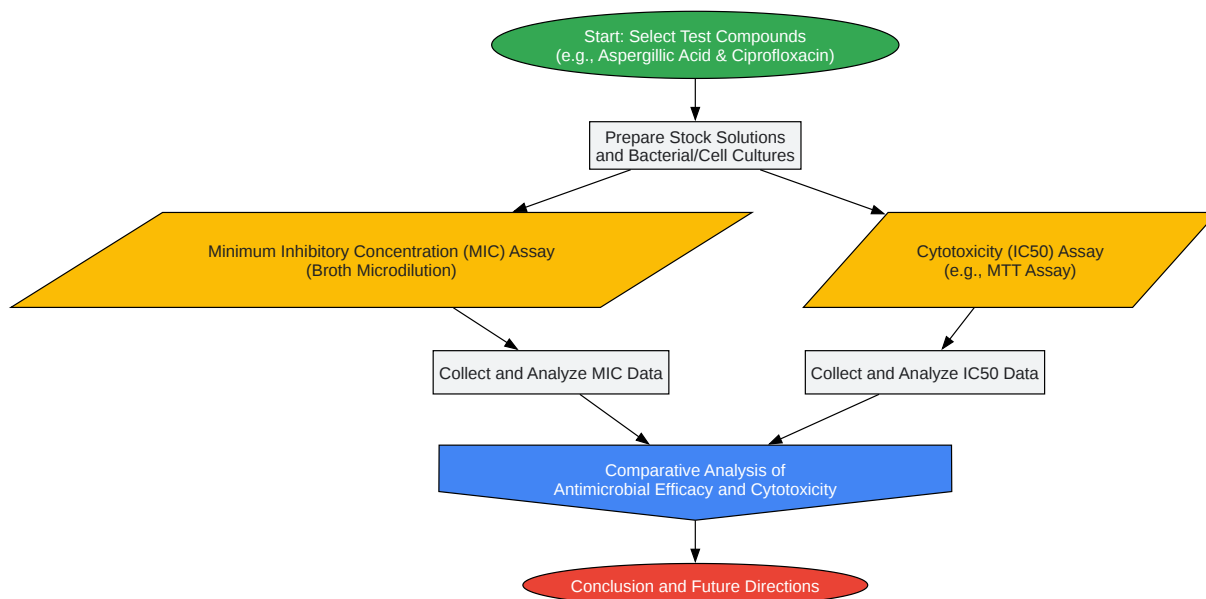 Start: Select Test Compounds
(e.g., Aspergillic Acid & Ciprofloxacin)
Prepare Stock Solutions
and Bacterial/Cell Cultures
Minimum Inhibitory Concentration (MIC) Assay
(Broth Microdilution)
Cytotoxicity (IC50) Assay
(e.g., MTT Assay)
Collect and Analyze MIC Data
Collect and Analyze IC50 Data
Comparative Analysis of
Antimicrobial Efficacy and Cytotoxicity
Conclusion and Future Directions